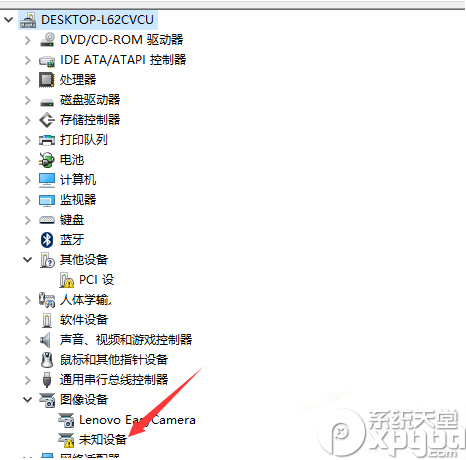 DESKTOP-L62CVCU
DVD/CD-ROM 驱动器
IDE ATA/ATAPI 控制器
处理器
磁盘驱动器
存储控制器
打印队列
电池
计算机
监视器
键盘
蓝牙
其他设备
PCI 设
人体学输
软件设备
声音、视频和游戏控制器
鼠标和其他指针设备
通用串行总线控制器
图像设备
Lenovo EasyCamera
未知设备
网络适配器
系统天堂
xpgod